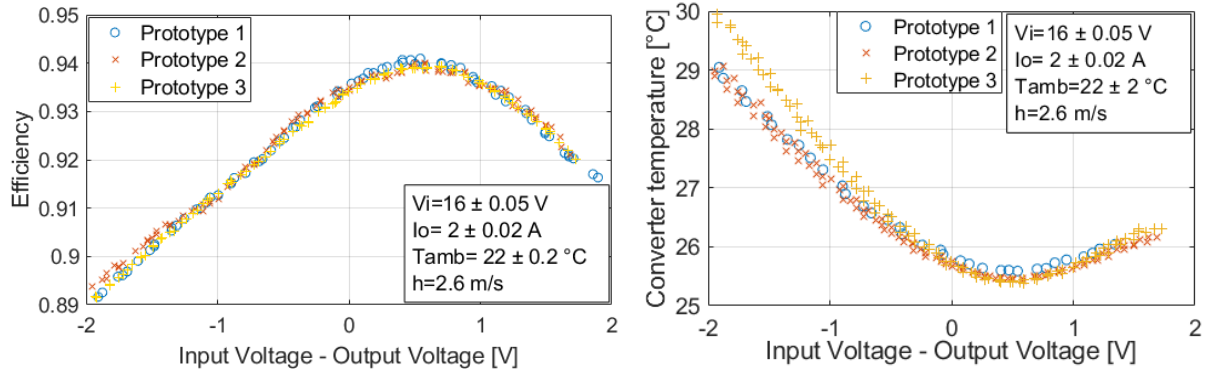 0.95
0.94
0.93
0.92
0.91
0.9
0.89
Efficiency
Prototype 1
Prototype 2
Prototype 3
Vi=16 ± 0.05 V
Io= 2 ± 0.02 A
Tamb= 22 ± 0.2 °C
h=2.6 m/s
-2 -1 0 1 2
Input Voltage - Output Voltage [V]
30
29
28
27
26
25
Converter temperature [°C]
Prototype 1
Prototype 2
Prototype 3
Vi=16 ± 0.05 V
Io= 2 ± 0.02 A
Tamb=22 ± 2 °C
h=2.6 m/s
-2 -1 0 1 2
Input Voltage - Output Voltage [V]